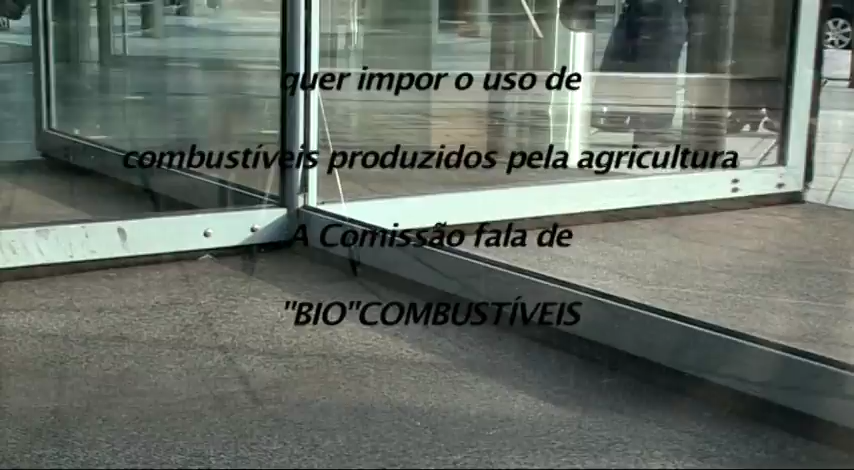 quer impor o uso de
combustíveis produzidos pela agricultura
A Comissão fala de
"BIO"COMBUSTÍVEIS